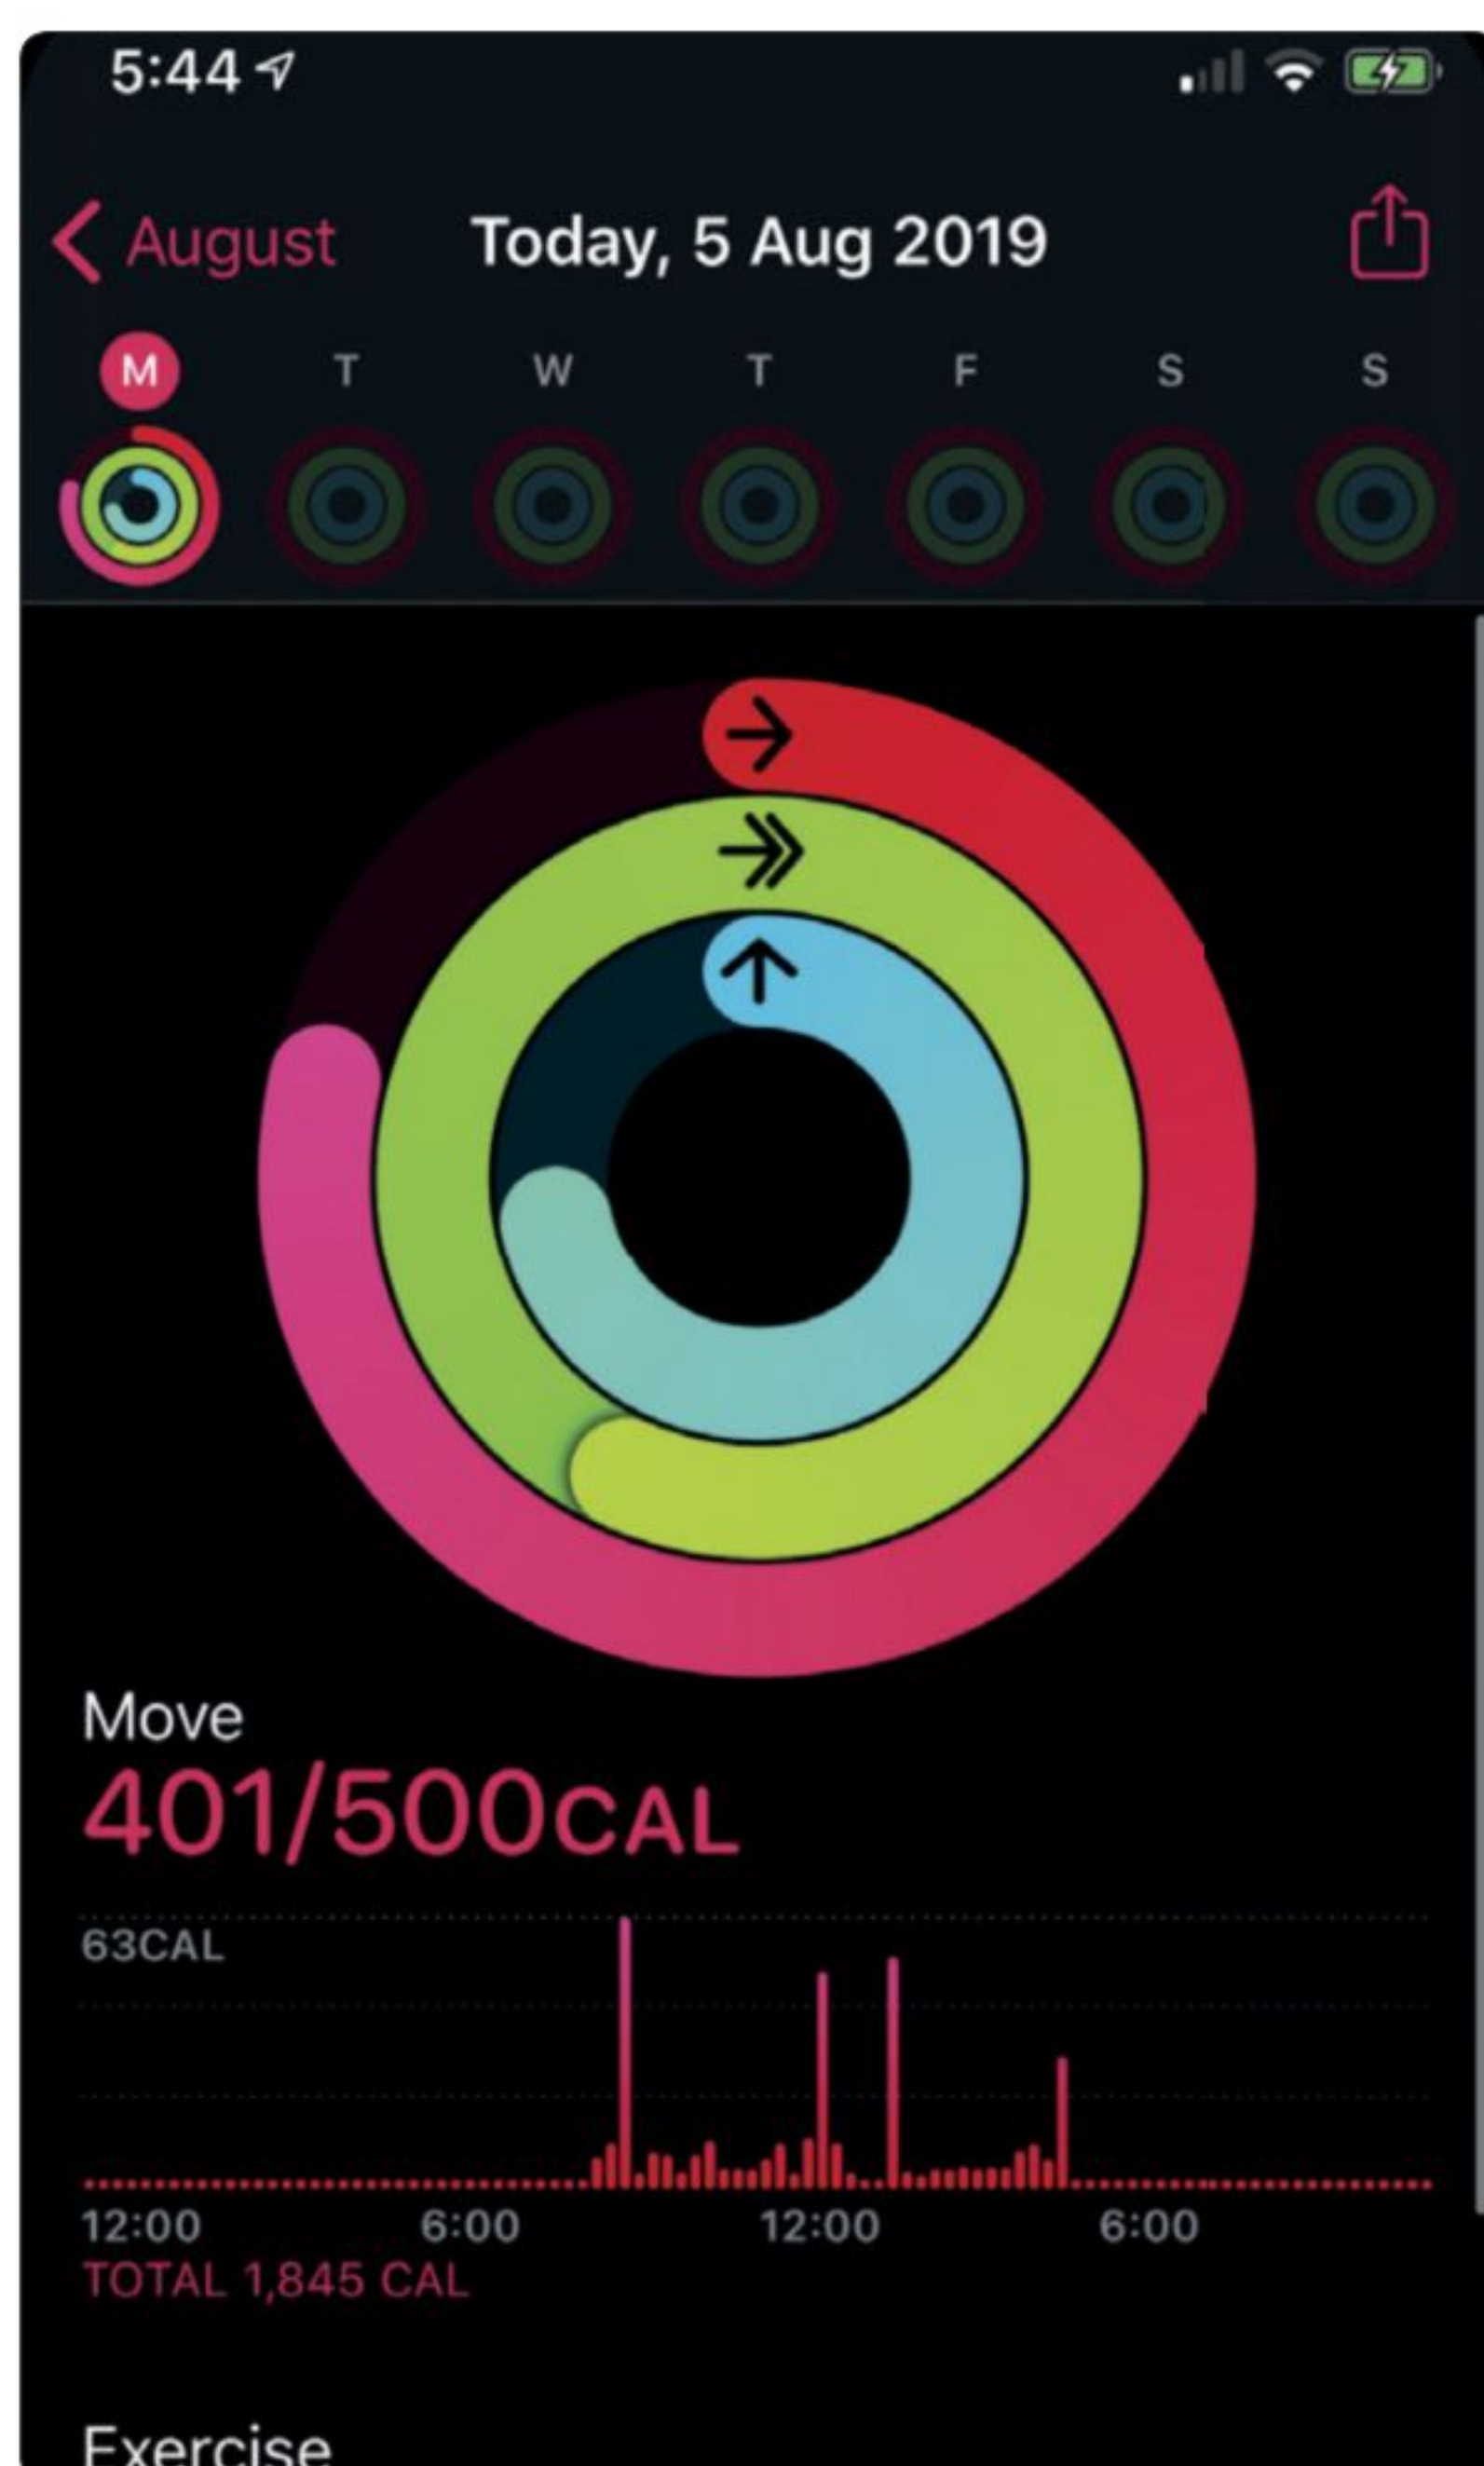 5:44
August Today, 5 Aug 2019
M T W T F S S
Move
401/500CAL
63CAL
12:00 6:00 12:00 6:00
TOTAL 1,845 CAL
Exercise